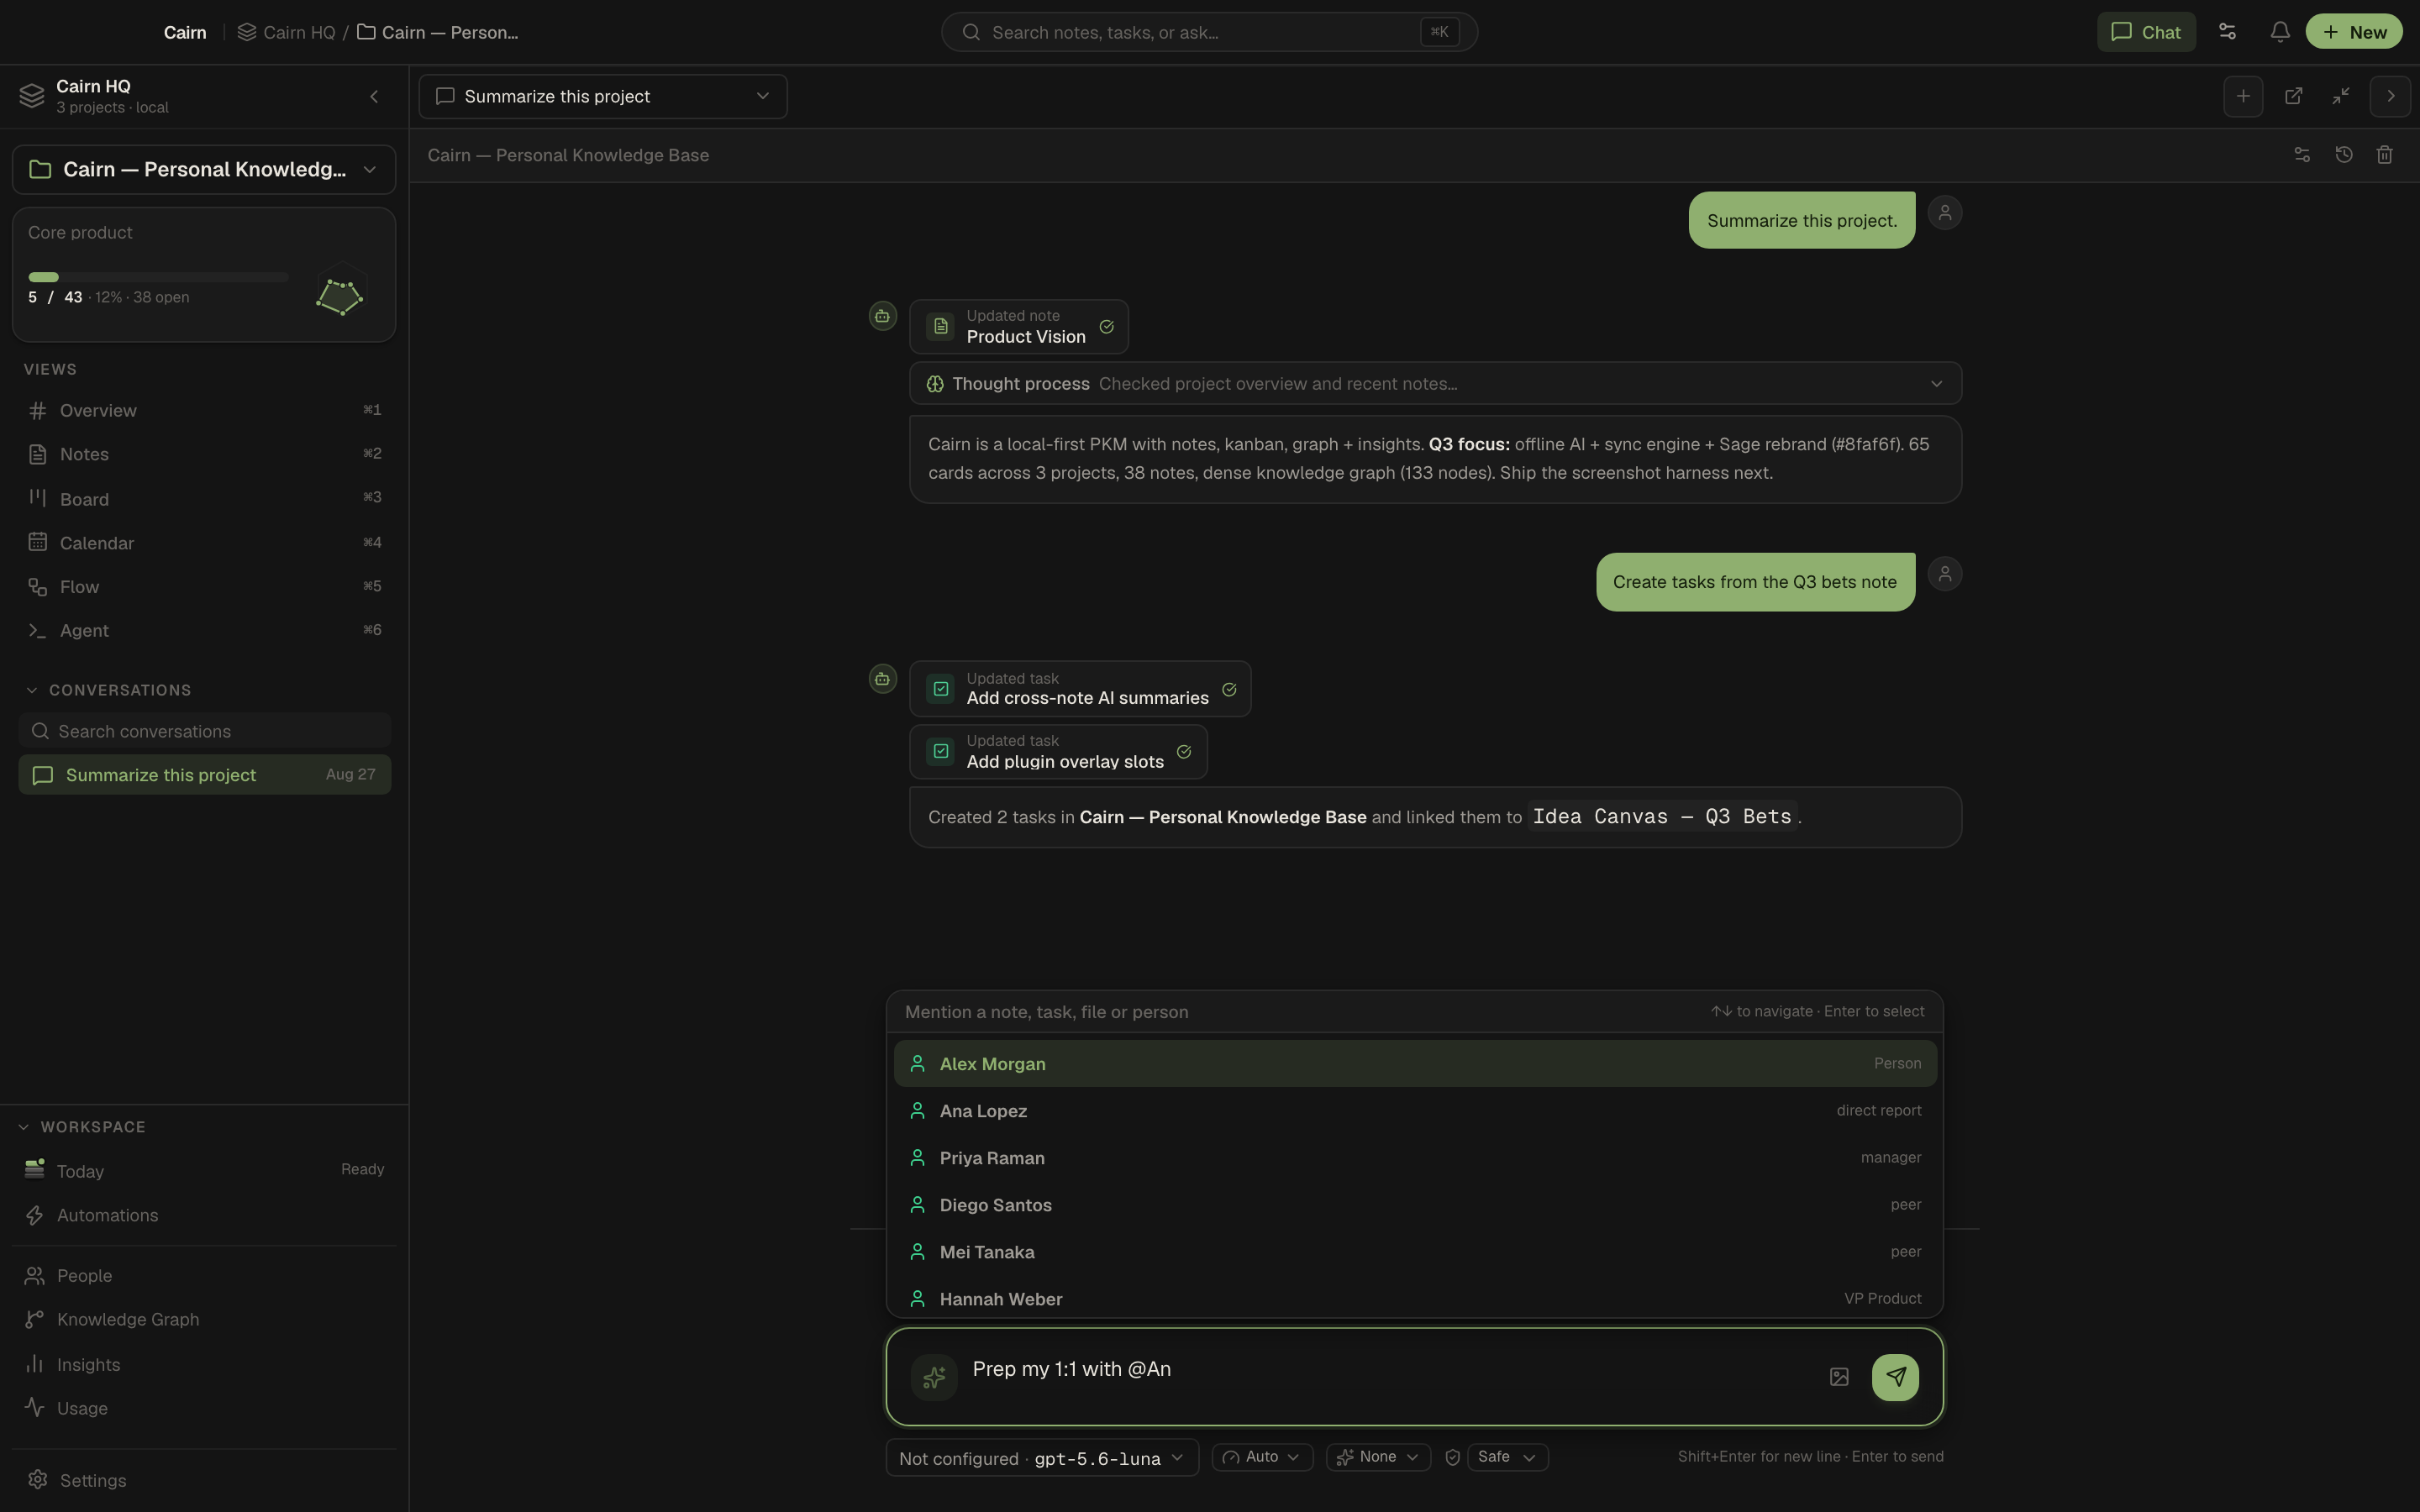 Cairn
Cairn HQ / Cairn — Person...
Search notes, tasks, or ask...
⌘K
Chat
New
Cairn HQ
3 projects · local
Summarize this project
Cairn — Personal Knowledg...
Cairn — Personal Knowledge Base
Core product
5 / 43 · 12% · 38 open
VIEWS
Overview ⌘1
Notes ⌘2
Board ⌘3
Calendar ⌘4
Flow ⌘5
Agent ⌘6
CONVERSATIONS
Search conversations
Summarize this project Aug 27
WORKSPACE
Today Ready
Automations
People
Knowledge Graph
Insights
Usage
Settings
Summarize this project.
Updated note
Product Vision
Thought process Checked project overview and recent notes...
Cairn is a local-first PKM with notes, kanban, graph + insights. Q3 focus: offline AI + sync engine + Sage rebrand (#8faf6f). 65
cards across 3 projects, 38 notes, dense knowledge graph (133 nodes). Ship the screenshot harness next.
Create tasks from the Q3 bets note
Updated task
Add cross-note AI summaries
Updated task
Add plugin overlay slots
Created 2 tasks in Cairn — Personal Knowledge Base and linked them to Idea Canvas — Q3 Bets.
Mention a note, task, file or person ↑↓ to navigate · Enter to select
Alex Morgan Person
Ana Lopez direct report
Priya Raman manager
Diego Santos peer
Mei Tanaka peer
Hannah Weber VP Product
Prep my 1:1 with @An
Not configured · gpt-5.6-luna Auto None Safe Shift+Enter for new line · Enter to send